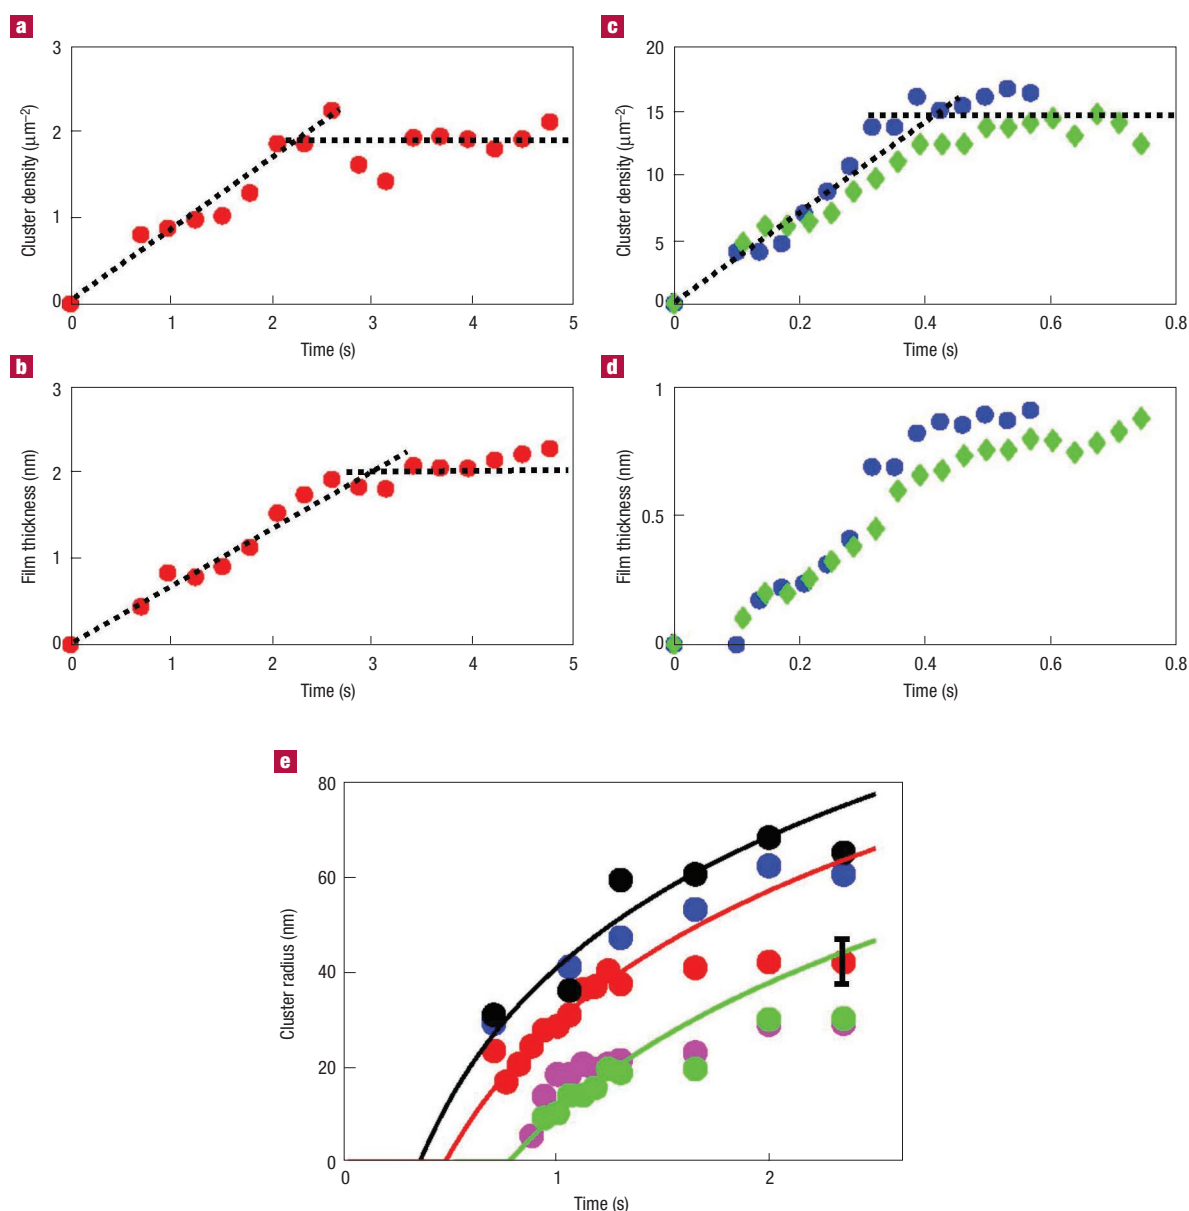 a
3
2
1
0
Cluster density (μm⁻²)
0 1 2 3 4 5
Time (s)
c
20
15
10
5
0
Cluster density (μm⁻²)
0 0.2 0.4 0.6 0.8
Time (s)
b
3
2
1
0
Film thickness (nm)
0 1 2 3 4 5
Time (s)
d
1
0.5
0
Film thickness (nm)
0 0.2 0.4 0.6 0.8
Time (s)
e
80
60
40
20
0
Cluster radius (nm)
0 1 2
Time (s)